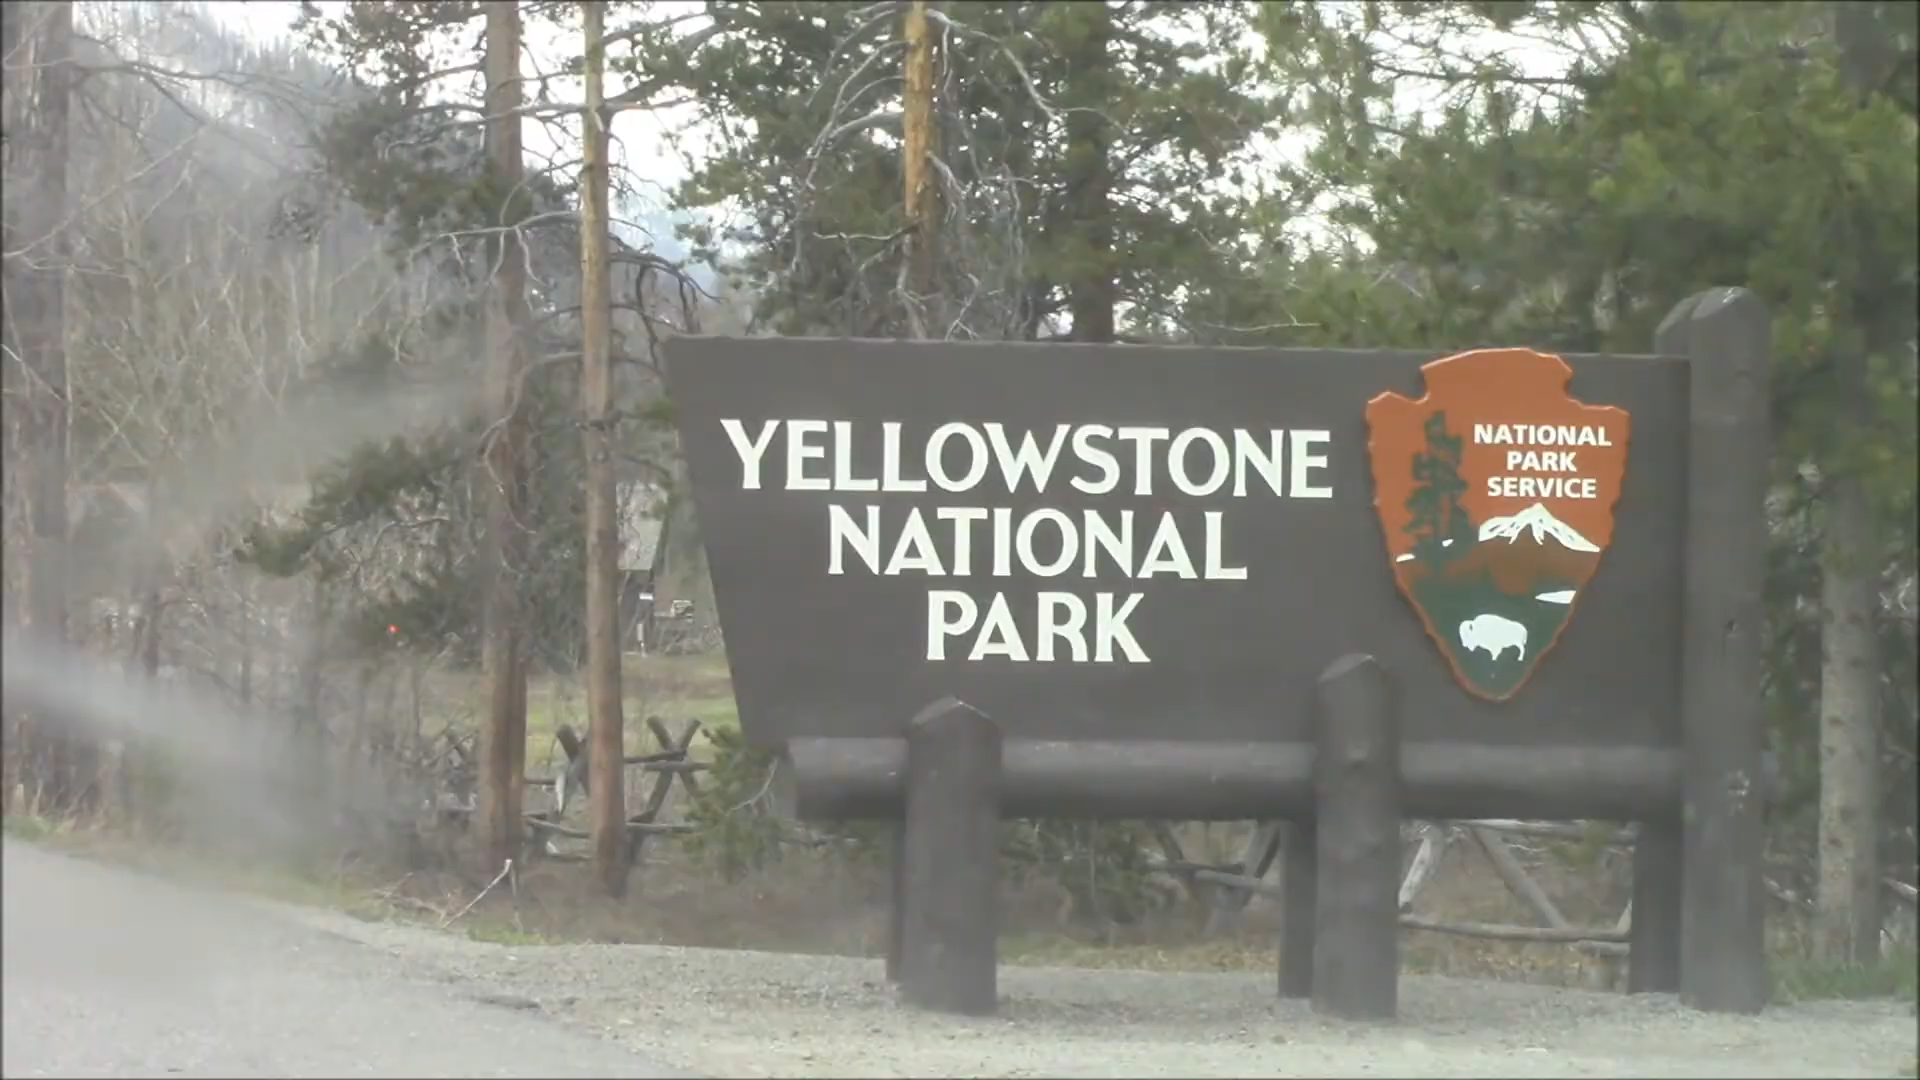 YELLOWSTONE
NATIONAL
PARK
NATIONAL
PARK
SERVICE